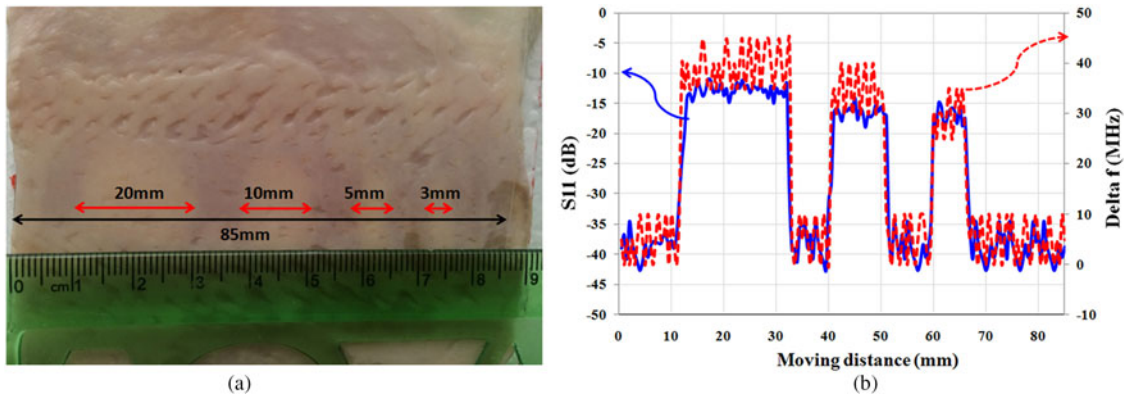 20mm
10mm
5mm
3mm
85mm
0 cm 1 2 3 4 5 6 7 8 9
(a)
0
-5
-10
-15
-20
-25
-30
-35
-40
-45
-50
S11 (dB)
50
40
30
20
10
0
-10
Delta f (MHz)
0 10 20 30 40 50 60 70 80
Moving distance (mm)
(b)